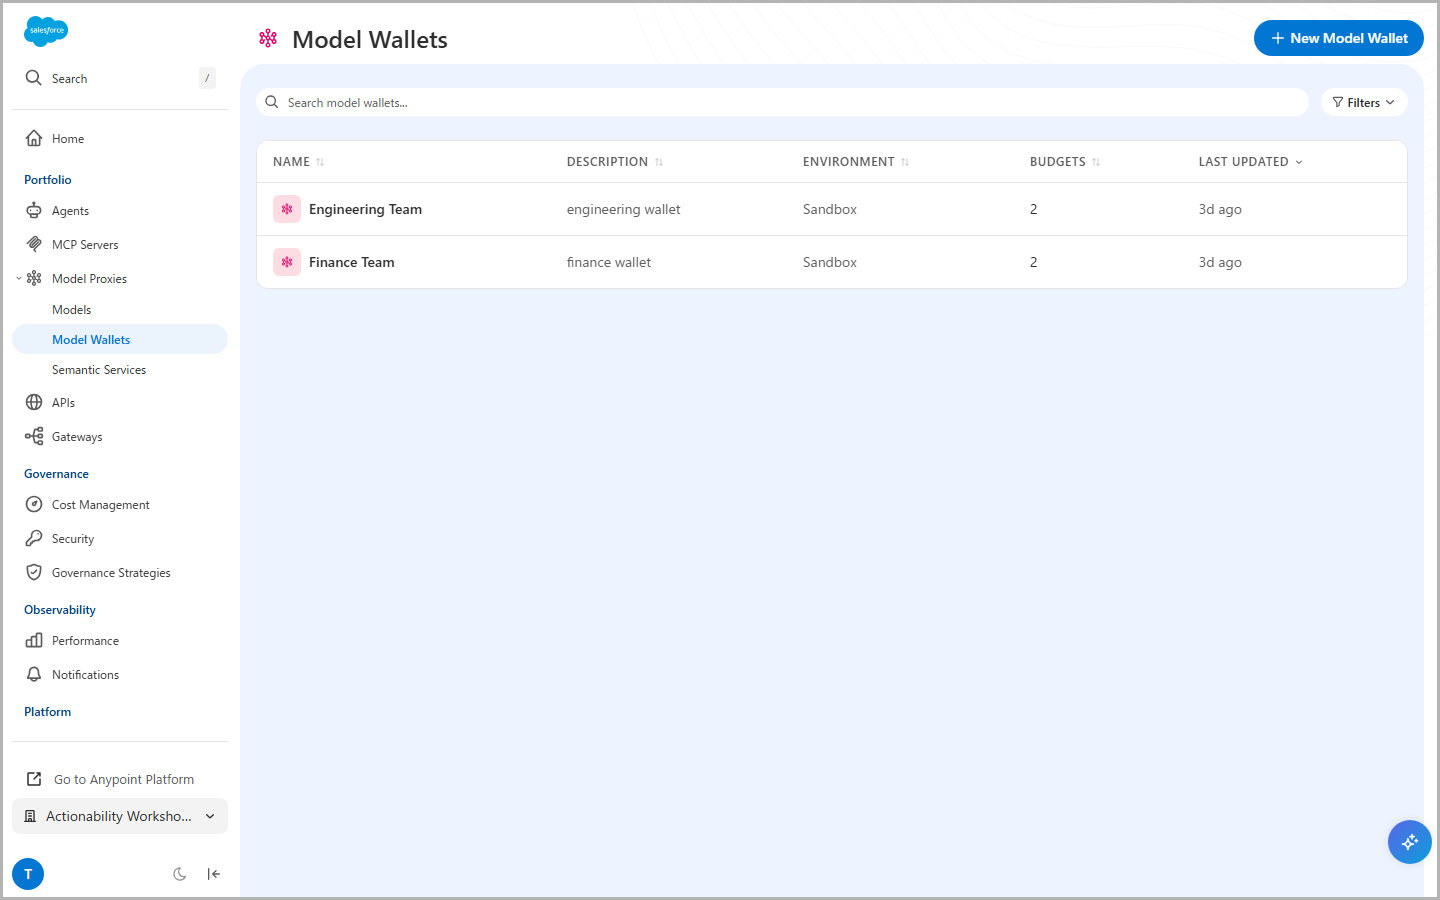 salesforce
Search
/
Home
Portfolio
Agents
MCP Servers
Model Proxies
Models
Model Wallets
Semantic Services
APIs
Gateways
Governance
Cost Management
Security
Governance Strategies
Observability
Performance
Notifications
Platform
Go to Anypoint Platform
Actionability Worksho...
T
Model Wallets
New Model Wallet
Search model wallets...
Filters
NAME DESCRIPTION ENVIRONMENT BUDGETS LAST UPDATED
Engineering Team engineering wallet Sandbox 2 3d ago
Finance Team finance wallet Sandbox 2 3d ago